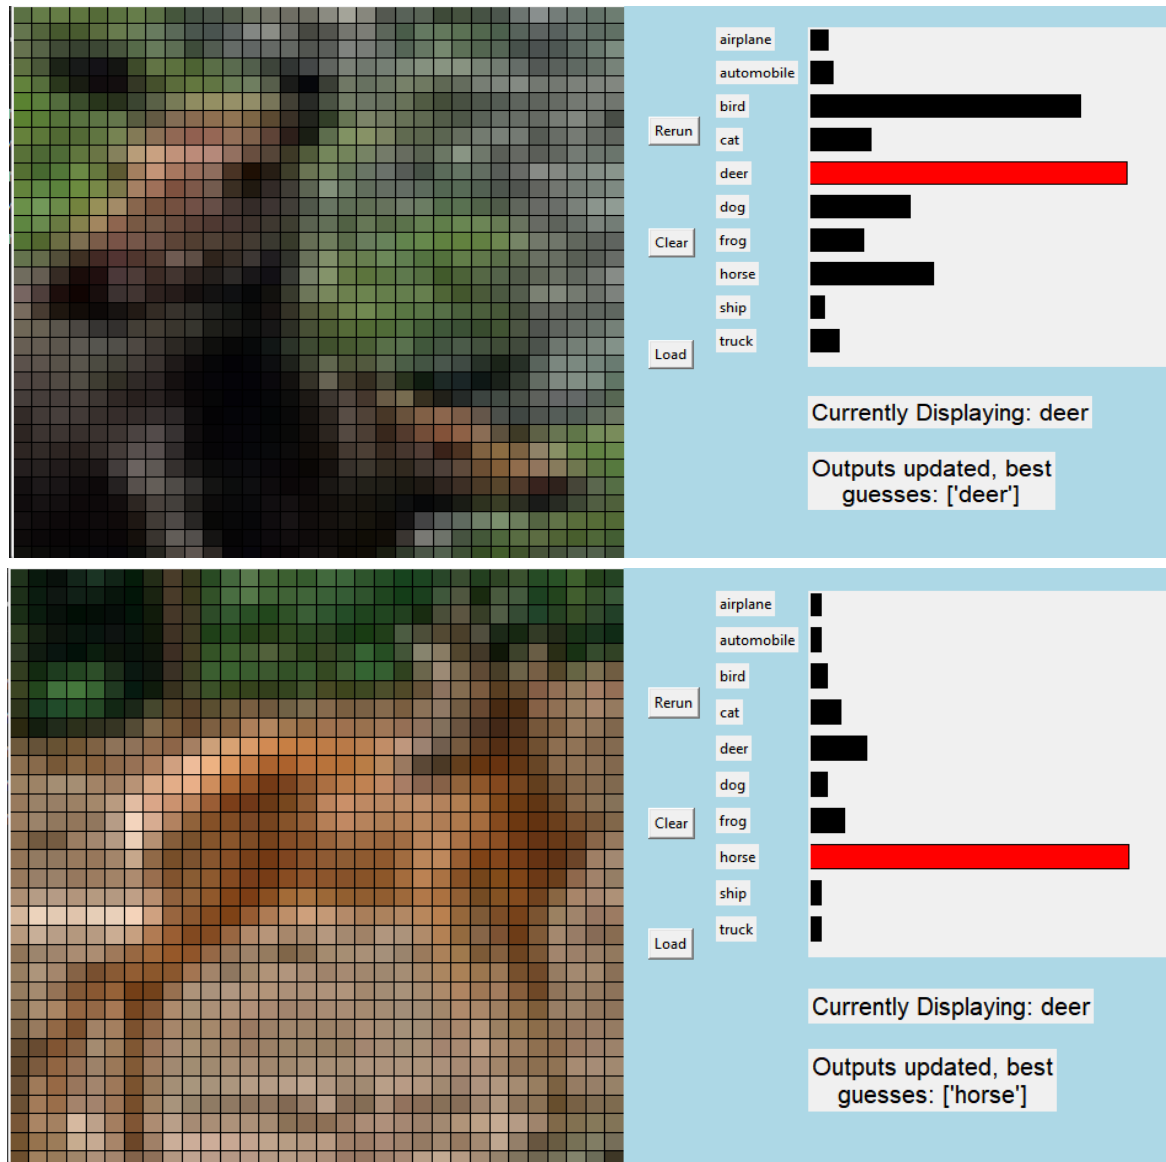 airplane
automobile
bird
Rerun
cat
deer
dog
Clear
frog
horse
ship
Load
truck
Currently Displaying: deer
Outputs updated, best
guesses: ['deer']
airplane
automobile
bird
Rerun
cat
deer
dog
Clear
frog
horse
ship
Load
truck
Currently Displaying: deer
Outputs updated, best
guesses: ['horse']